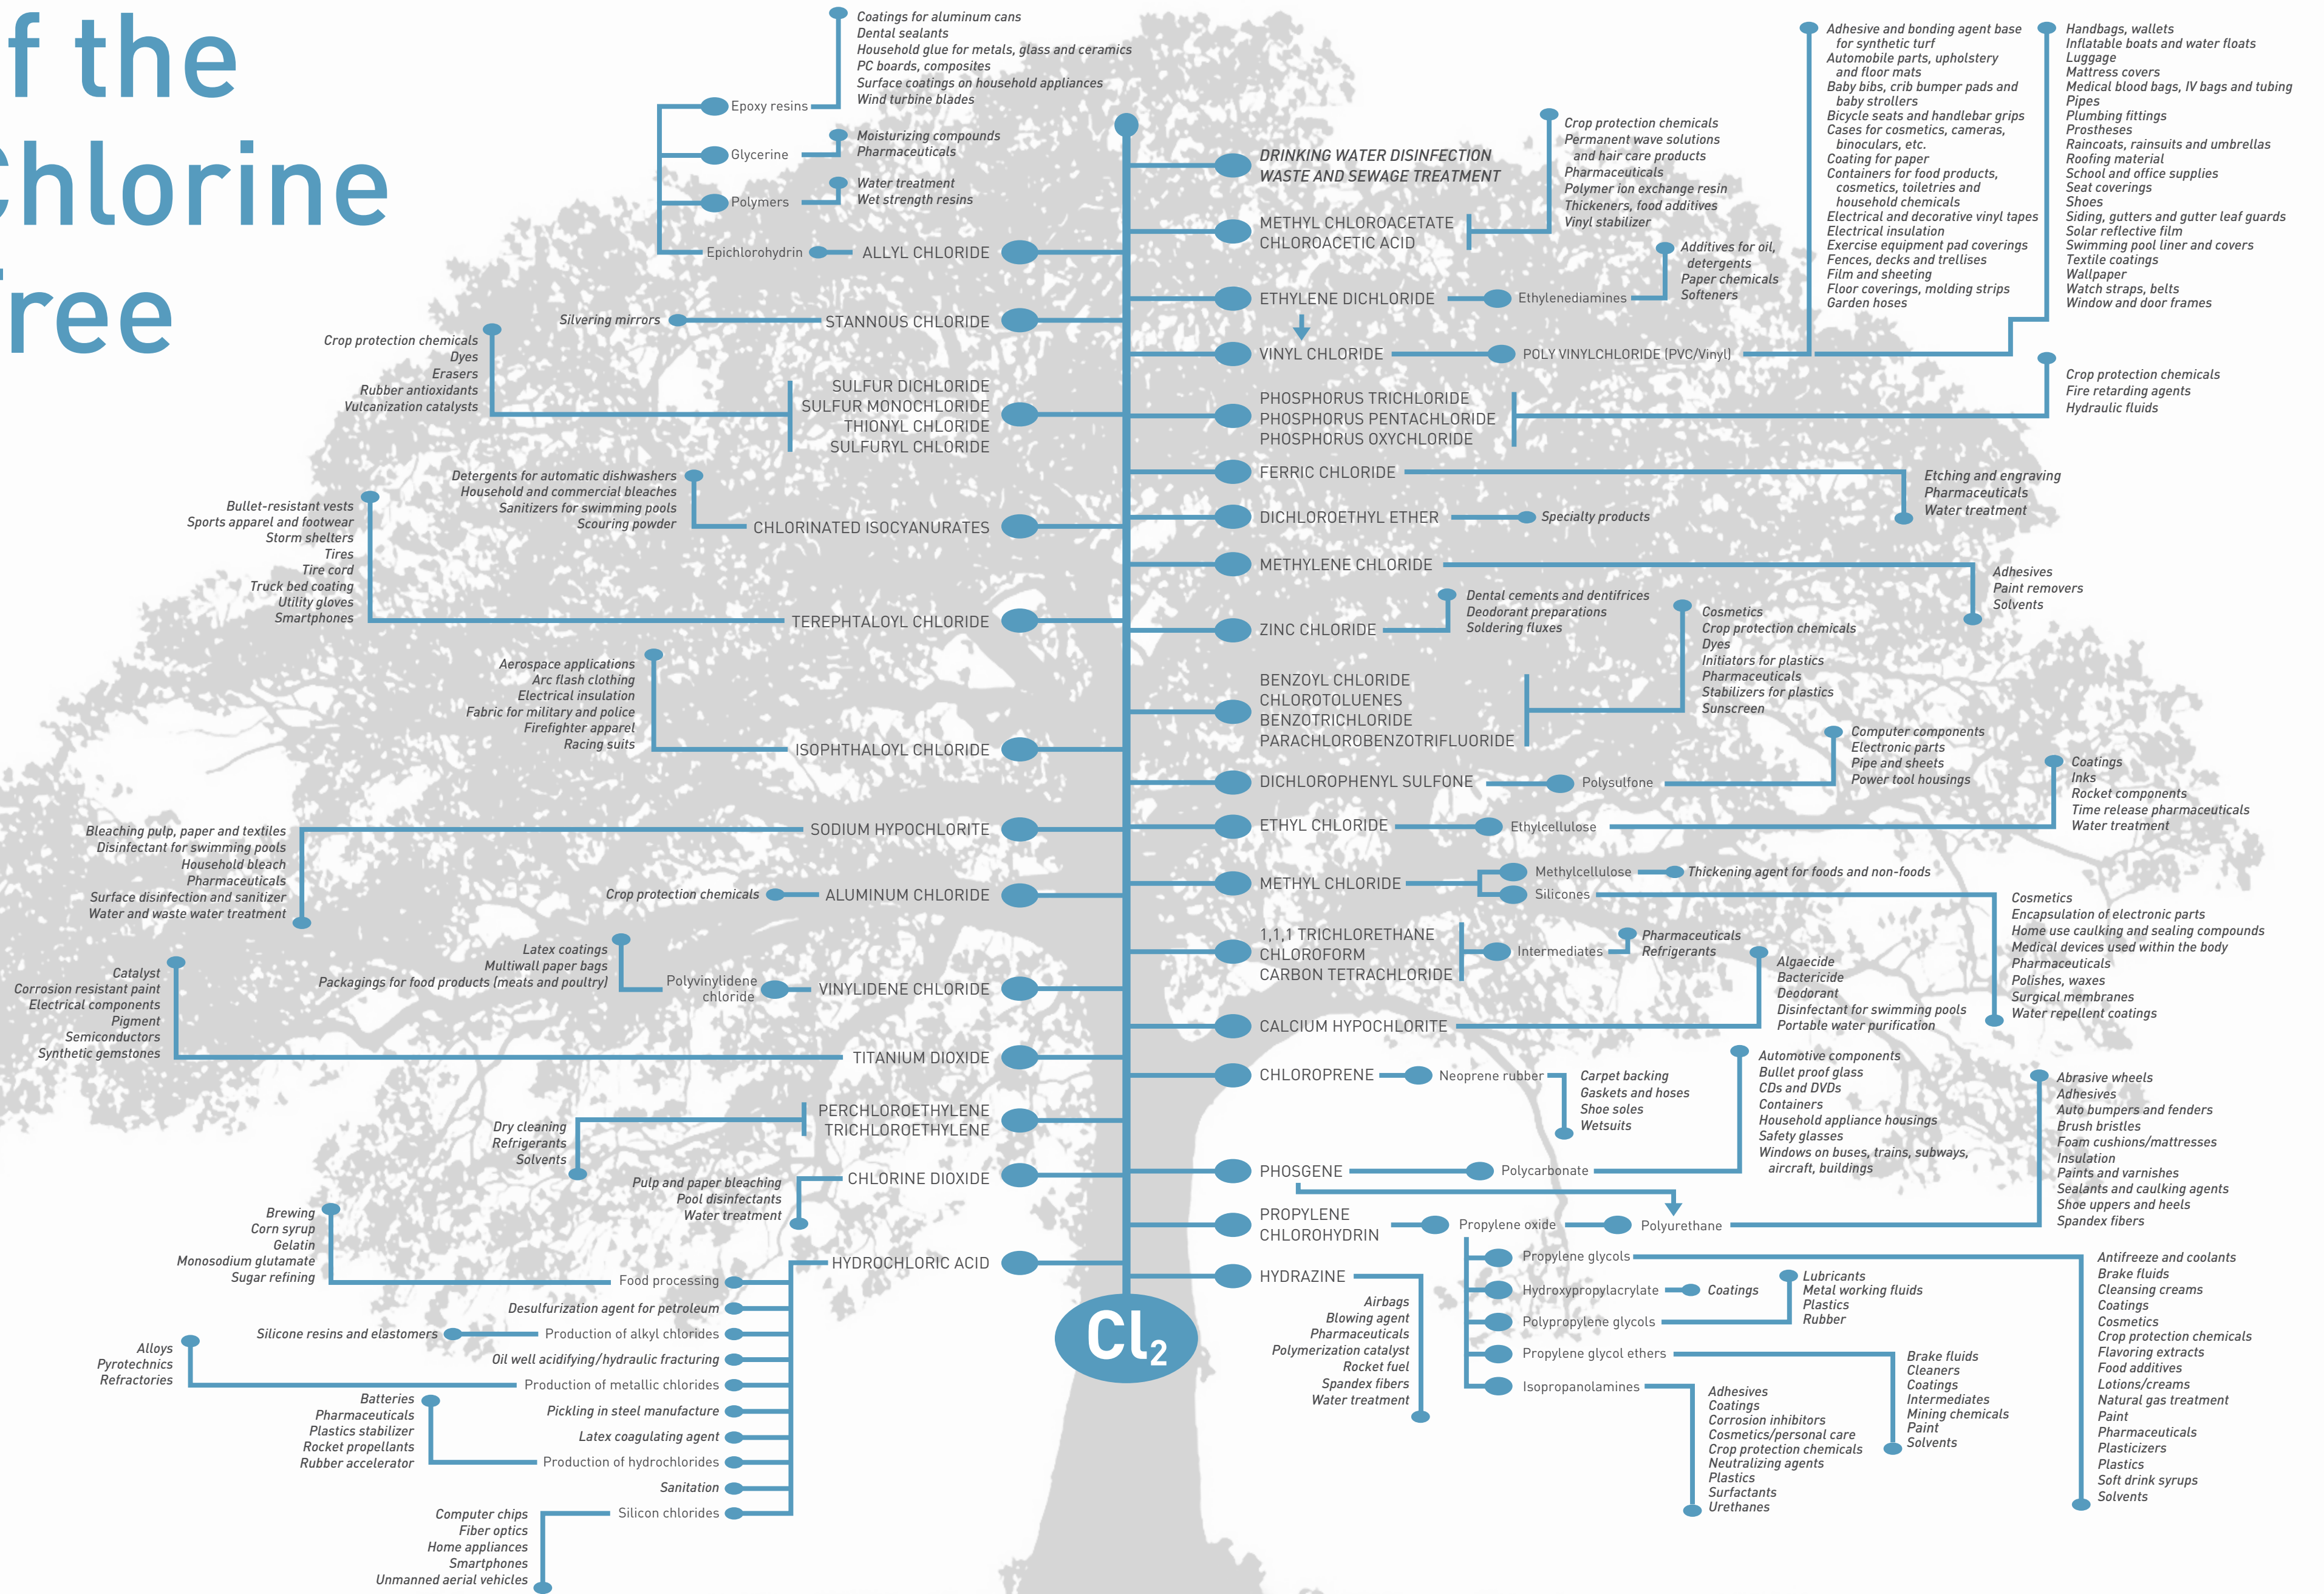 f the
Chlorine
Tree
Coatings for aluminum cans
Dental sealants
Household glue for metals, glass and ceramics
PC boards, composites
Surface coatings on household appliances
Wind turbine blades
Epoxy resins
Moisturizing compounds
Pharmaceuticals
Glycerine
Water treatment
Wet strength resins
Polymers
Epichlorohydrin
ALLYL CHLORIDE
Silvering mirrors
STANNOUS CHLORIDE
Crop protection chemicals
Dyes
Erasers
Rubber antioxidants
Vulcanization catalysts
SULFUR DICHLORIDE
SULFUR MONOCHLORIDE
THIONYL CHLORIDE
SULFURYL CHLORIDE
Detergents for automatic dishwashers
Household and commercial bleaches
Sanitizers for swimming pools
Scouring powder
CHLORINATED ISOCYANURATES
Bullet-resistant vests
Sports apparel and footwear
Storm shelters
Tires
Tire cord
Truck bed coating
Utility gloves
Smartphones
TEREPHTALOYL CHLORIDE
Aerospace applications
Arc flash clothing
Electrical insulation
Fabric for military and police
Firefighter apparel
Racing suits
ISOPHTHALOYL CHLORIDE
Bleaching pulp, paper and textiles
Disinfectant for swimming pools
Household bleach
Pharmaceuticals
Surface disinfection and sanitizer
Water and waste water treatment
SODIUM HYPOCHLORITE
Crop protection chemicals
ALUMINUM CHLORIDE
Latex coatings
Multiwall paper bags
Packagings for food products (meats and poultry)
Polyvinylidene
chloride
VINYLIDENE CHLORIDE
Catalyst
Corrosion resistant paint
Electrical components
Pigment
Semiconductors
Synthetic gemstones
TITANIUM DIOXIDE
Dry cleaning
Refrigerants
Solvents
PERCHLOROETHYLENE
TRICHLOROETHYLENE
Pulp and paper bleaching
Pool disinfectants
Water treatment
CHLORINE DIOXIDE
HYDROCHLORIC ACID
Brewing
Corn syrup
Gelatin
Monosodium glutamate
Sugar refining
Food processing
Desulfurization agent for petroleum
Silicone resins and elastomers
Production of alkyl chlorides
Oil well acidifying/hydraulic fracturing
Alloys
Pyrotechnics
Refractories
Production of metallic chlorides
Pickling in steel manufacture
Latex coagulating agent
Batteries
Pharmaceuticals
Plastics stabilizer
Rocket propellants
Rubber accelerator
Production of hydrochlorides
Sanitation
Silicon chlorides
Computer chips
Fiber optics
Home appliances
Smartphones
Unmanned aerial vehicles
Cl2
DRINKING WATER DISINFECTION
WASTE AND SEWAGE TREATMENT
METHYL CHLOROACETATE
CHLOROACETIC ACID
Crop protection chemicals
Permanent wave solutions
and hair care products
Pharmaceuticals
Polymer ion exchange resin
Thickeners, food additives
Vinyl stabilizer
ETHYLENE DICHLORIDE
Ethylenediamines
Additives for oil,
detergents
Paper chemicals
Softeners
VINYL CHLORIDE
POLY VINYLCHLORIDE (PVC/Vinyl)
Adhesive and bonding agent base
for synthetic turf
Automobile parts, upholstery
and floor mats
Baby bibs, crib bumper pads and
baby strollers
Bicycle seats and handlebar grips
Cases for cosmetics, cameras,
binoculars, etc.
Coating for paper
Containers for food products,
cosmetics, toiletries and
household chemicals
Electrical and decorative vinyl tapes
Electrical insulation
Exercise equipment pad coverings
Fences, decks and trellises
Film and sheeting
Floor coverings, molding strips
Garden hoses
Handbags, wallets
Inflatable boats and water floats
Luggage
Mattress covers
Medical blood bags, IV bags and tubing
Pipes
Plumbing fittings
Prostheses
Raincoats, rainsuits and umbrellas
Roofing material
School and office supplies
Seat coverings
Shoes
Siding, gutters and gutter leaf guards
Solar reflective film
Swimming pool liner and covers
Textile coatings
Wallpaper
Watch straps, belts
Window and door frames
PHOSPHORUS TRICHLORIDE
PHOSPHORUS PENTACHLORIDE
PHOSPHORUS OXYCHLORIDE
Crop protection chemicals
Fire retarding agents
Hydraulic fluids
FERRIC CHLORIDE
Etching and engraving
Pharmaceuticals
Water treatment
DICHLOROETHYL ETHER
Specialty products
METHYLENE CHLORIDE
Adhesives
Paint removers
Solvents
ZINC CHLORIDE
Dental cements and dentifrices
Deodorant preparations
Soldering fluxes
BENZOYL CHLORIDE
CHLOROTOLUENES
BENZOTRICHLORIDE
PARACHLOROBENZOTRIFLUORIDE
Cosmetics
Crop protection chemicals
Dyes
Initiators for plastics
Pharmaceuticals
Stabilizers for plastics
Sunscreen
DICHLOROPHENYL SULFONE
Polysulfone
Computer components
Electronic parts
Pipe and sheets
Power tool housings
ETHYL CHLORIDE
Ethylcellulose
Coatings
Inks
Rocket components
Time release pharmaceuticals
Water treatment
METHYL CHLORIDE
Methylcellulose
Thickening agent for foods and non-foods
Silicones
Cosmetics
Encapsulation of electronic parts
Home use caulking and sealing compounds
Medical devices used within the body
Pharmaceuticals
Polishes, waxes
Surgical membranes
Water repellent coatings
1,1,1 TRICHLORETHANE
CHLOROFORM
CARBON TETRACHLORIDE
Intermediates
Pharmaceuticals
Refrigerants
CALCIUM HYPOCHLORITE
Algaecide
Bactericide
Deodorant
Disinfectant for swimming pools
Portable water purification
CHLOROPRENE
Neoprene rubber
Carpet backing
Gaskets and hoses
Shoe soles
Wetsuits
PHOSGENE
Polycarbonate
Automotive components
Bullet proof glass
CDs and DVDs
Containers
Household appliance housings
Safety glasses
Windows on buses, trains, subways,
aircraft, buildings
PROPYLENE
CHLOROHYDRIN
Propylene oxide
Polyurethane
Abrasive wheels
Adhesives
Auto bumpers and fenders
Brush bristles
Foam cushions/mattresses
Insulation
Paints and varnishes
Sealants and caulking agents
Shoe uppers and heels
Spandex fibers
HYDRAZINE
Airbags
Blowing agent
Pharmaceuticals
Polymerization catalyst
Rocket fuel
Spandex fibers
Water treatment
Propylene glycols
Antifreeze and coolants
Brake fluids
Cleansing creams
Coatings
Cosmetics
Crop protection chemicals
Flavoring extracts
Food additives
Lotions/creams
Natural gas treatment
Paint
Pharmaceuticals
Plasticizers
Plastics
Soft drink syrups
Solvents
Hydroxypropylacrylate
Coatings
Polypropylene glycols
Lubricants
Metal working fluids
Plastics
Rubber
Propylene glycol ethers
Brake fluids
Cleaners
Coatings
Intermediates
Mining chemicals
Paint
Solvents
Isopropanolamines
Adhesives
Coatings
Corrosion inhibitors
Cosmetics/personal care
Crop protection chemicals
Neutralizing agents
Plastics
Surfactants
Urethanes